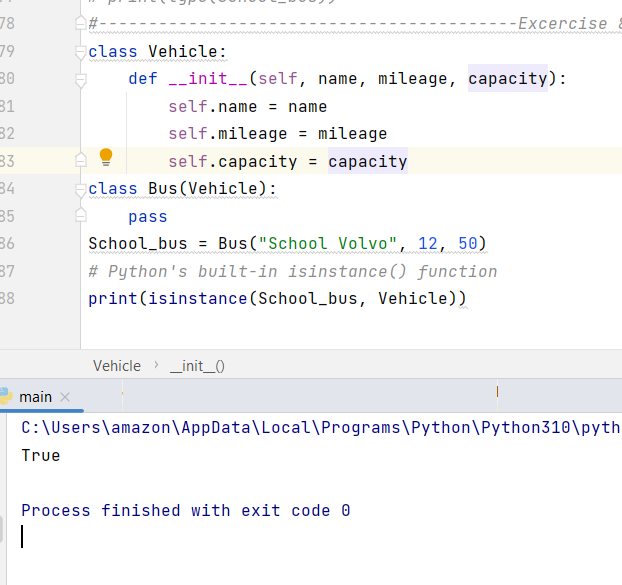 # print(type(School_bus))
78 #------------------------------------------Excercise 8
79 class Vehicle:
80 def __init__(self, name, mileage, capacity):
81 self.name = name
82 self.mileage = mileage
83 self.capacity = capacity
84 class Bus(Vehicle):
85 pass
86 School_bus = Bus("School Volvo", 12, 50)
87 # Python's built-in isinstance() function
88 print(isinstance(School_bus, Vehicle))
Vehicle › __init__()
main ×
C:\Users\amazon\AppData\Local\Programs\Python\Python310\pyth
True
Process finished with exit code 0